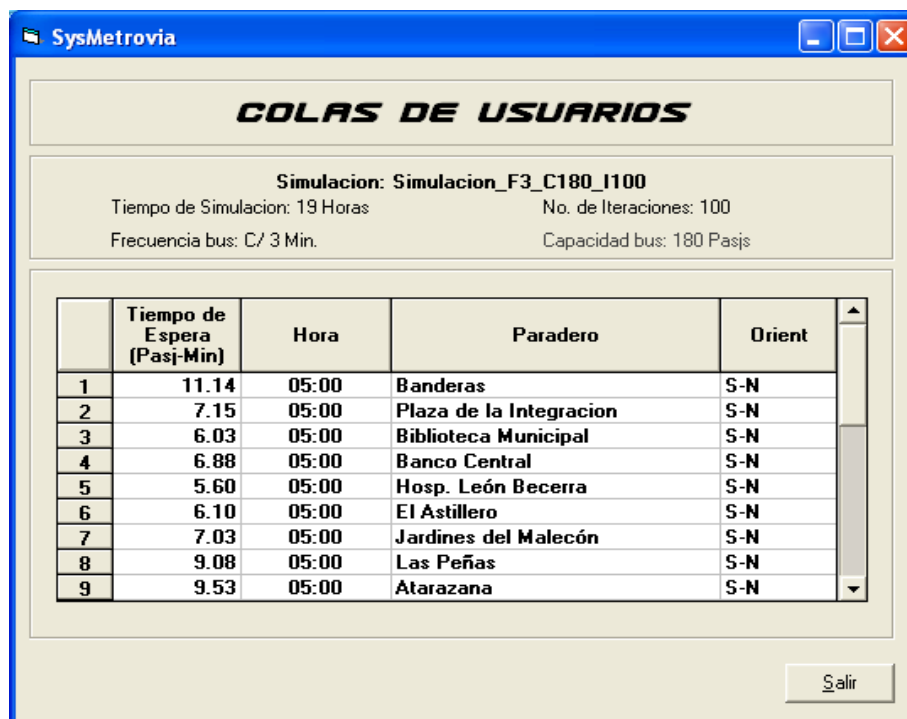 SysMetrovia
COLAS DE USUARIOS
Simulacion: Simulacion_F3_C180_I100
Tiempo de Simulacion: 19 Horas No. de Iteraciones: 100
Frecuencia bus: C/ 3 Min. Capacidad bus: 180 Pasjs
Tiempo de Espera (Pasj-Min) Hora Paradero Orient
1 11.14 05:00 Banderas S-N
2 7.15 05:00 Plaza de la Integracion S-N
3 6.03 05:00 Biblioteca Municipal S-N
4 6.88 05:00 Banco Central S-N
5 5.60 05:00 Hosp. León Becerra S-N
6 6.10 05:00 El Astillero S-N
7 7.03 05:00 Jardines del Malecón S-N
8 9.08 05:00 Las Peñas S-N
9 9.53 05:00 Atarazana S-N
Salir